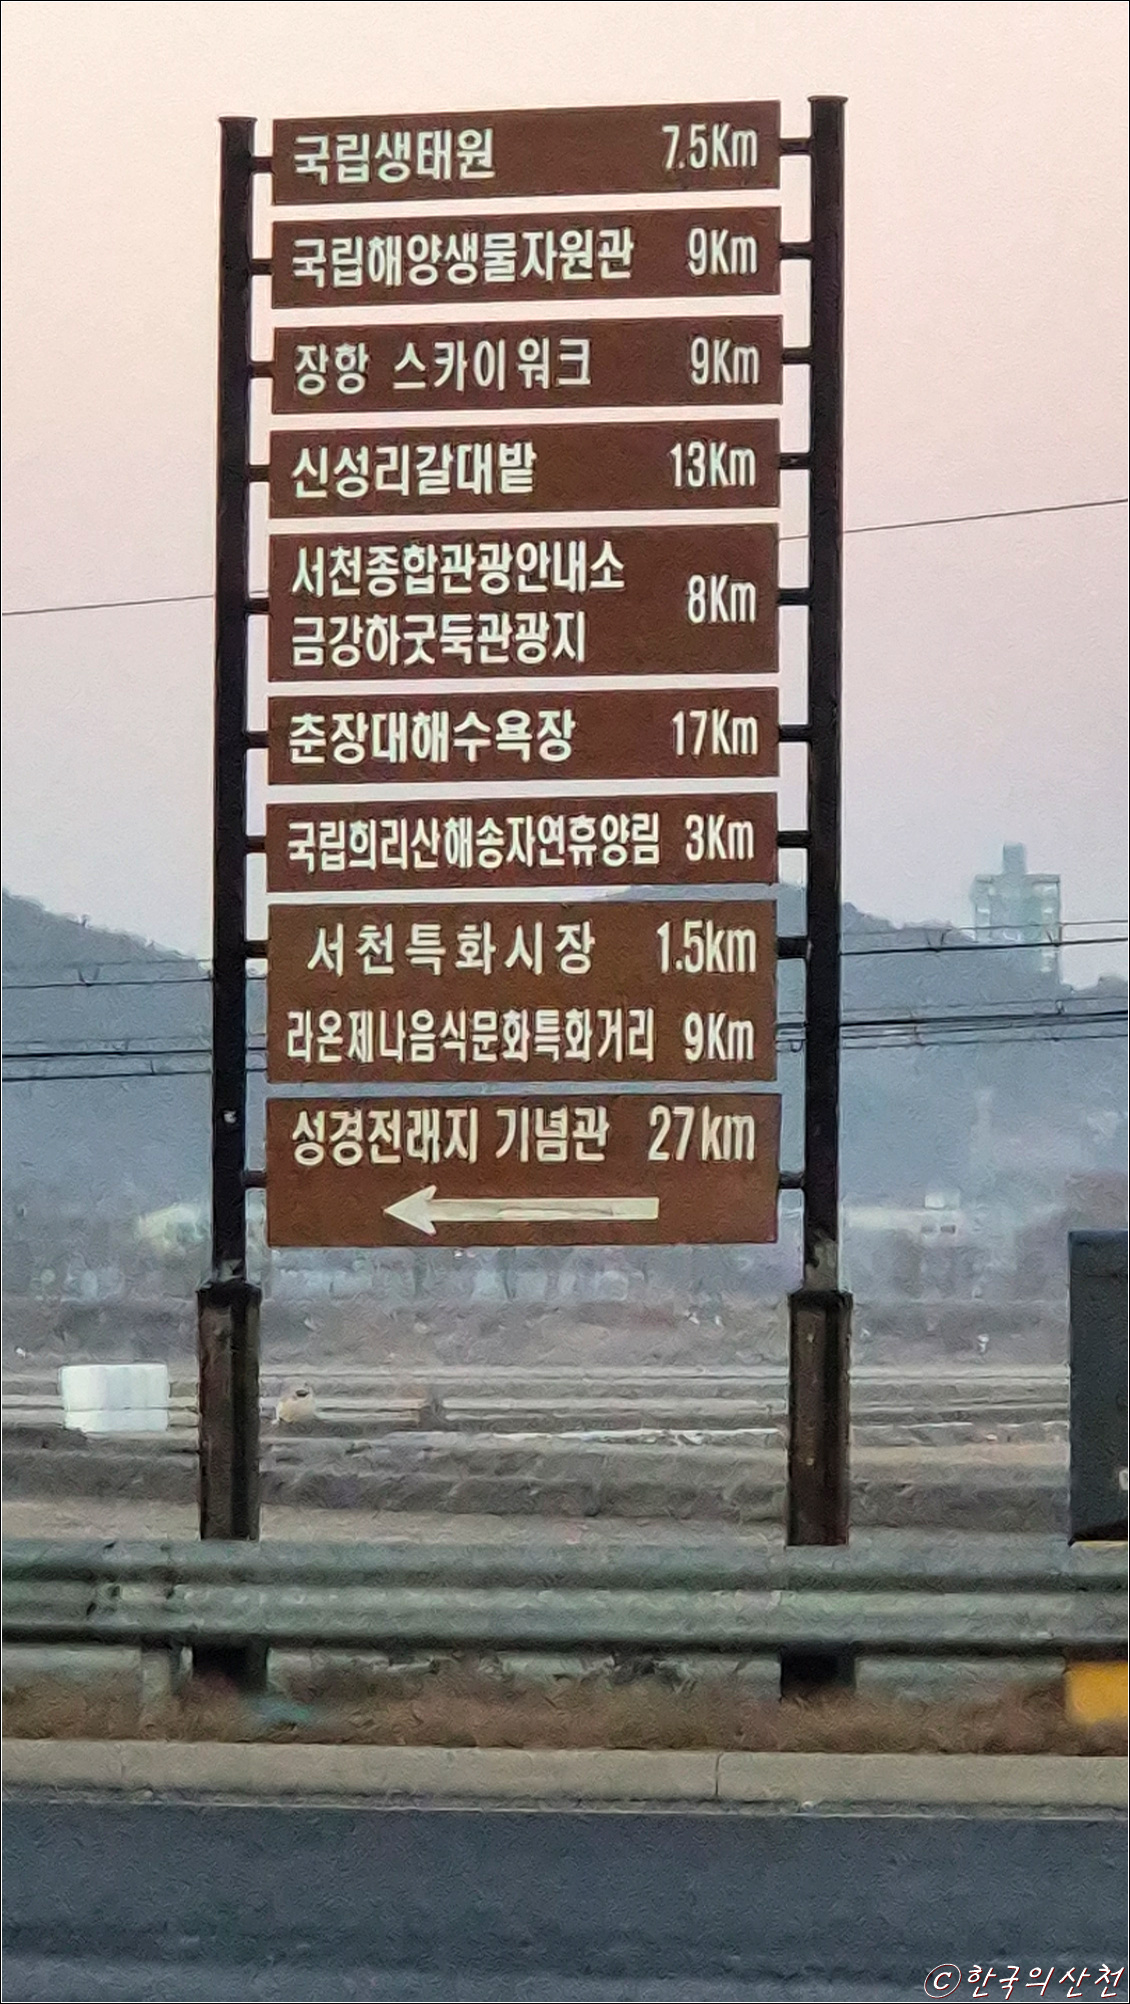 국립생태원 7.5Km
국립해양생물자원관 9Km
장항 스카이워크 9Km
신성리갈대밭 13Km
서천종합관광안내소
금강하굿둑관광지 8Km
춘장대해수욕장 17Km
국립희리산해송자연휴양림 3Km
서천특화시장 1.5km
라온제나음식문화특화거리 9Km
성경전래지 기념관 27km
ⓒ한국의산천